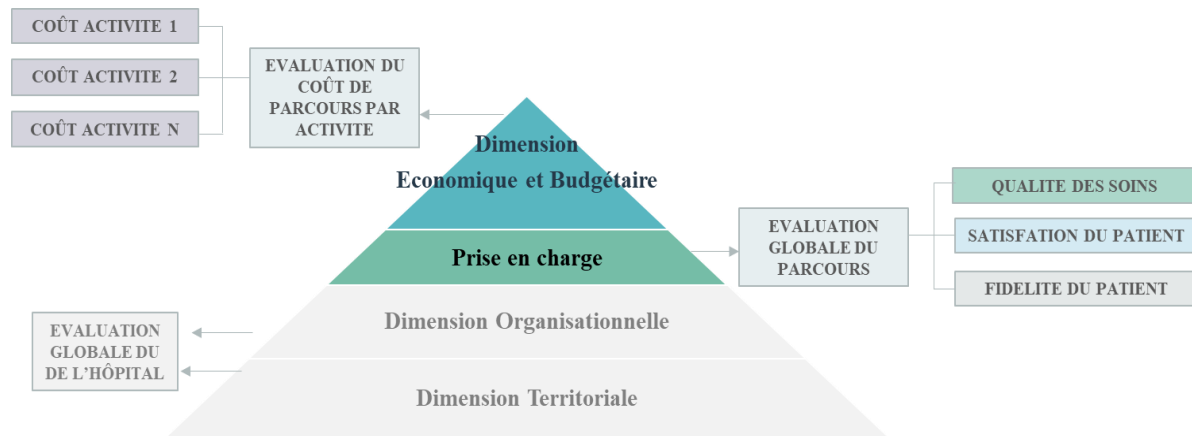 COÛT ACTIVITE 1
COÛT ACTIVITE 2
COÛT ACTIVITE N
EVALUATION DU
COÛT DE
PARCOURS PAR
ACTIVITE
Dimension
Economique et Budgétaire
Prise en charge
EVALUATION
GLOBALE DU
PARCOURS
QUALITE DES SOINS
SATISFATION DU PATIENT
FIDELITE DU PATIENT
EVALUATION
GLOBALE DU
DE L’HÔPITAL
Dimension Organisationnelle
Dimension Territoriale